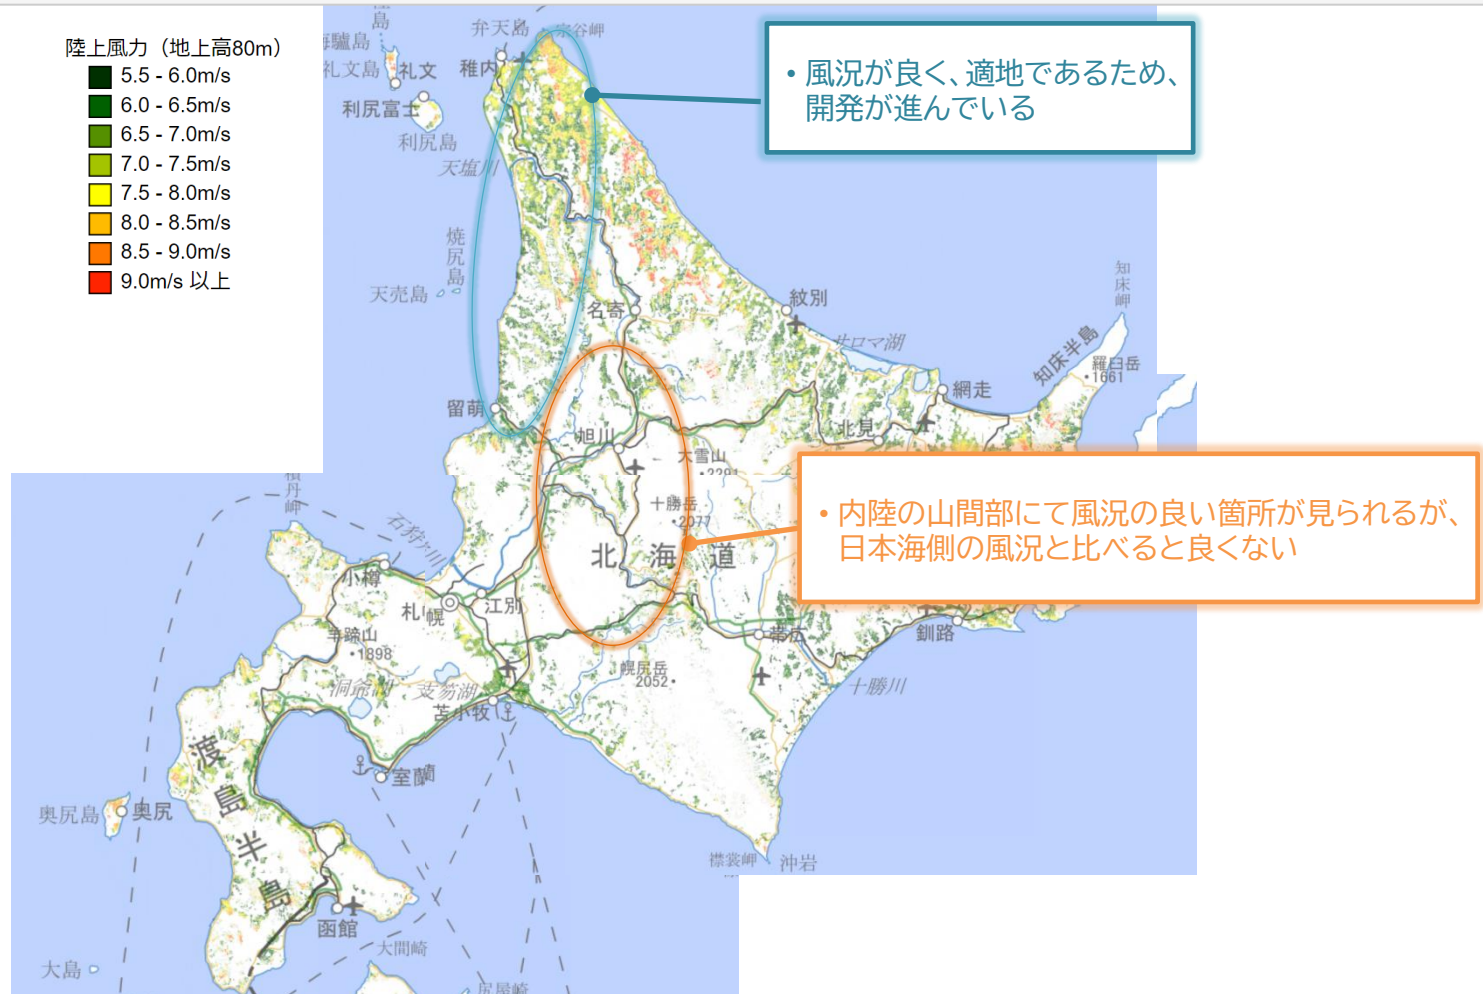 陸上風力（地上高80m）
5.5 - 6.0m/s
6.0 - 6.5m/s
6.5 - 7.0m/s
7.0 - 7.5m/s
7.5 - 8.0m/s
8.0 - 8.5m/s
8.5 - 9.0m/s
9.0m/s 以上
・風況が良く、適地であるため、
開発が進んでいる
・内陸の山間部にて風況の良い箇所が見られるが、
日本海側の風況と比べると良くない
弁天島
宗谷岬
稚内
礼文島
礼文
利尻富士
利尻島
天塩川
焼尻島
天売島
名寄
紋別
サロマ湖
知床岬
知床半島
羅臼岳
・1661
網走
北見
留萌
旭川
大雪山
・2291
十勝岳
・2077
北海道
積丹岬
石狩川
小樽
札幌
江別
羊蹄山
・1898
洞爺湖
支笏湖
苫小牧
室蘭
幌尻岳
2052・
帯広
釧路
十勝川
襟裳岬
沖岩
渡島半島
奥尻島
奥尻
函館
大島
大間崎
尻屋崎